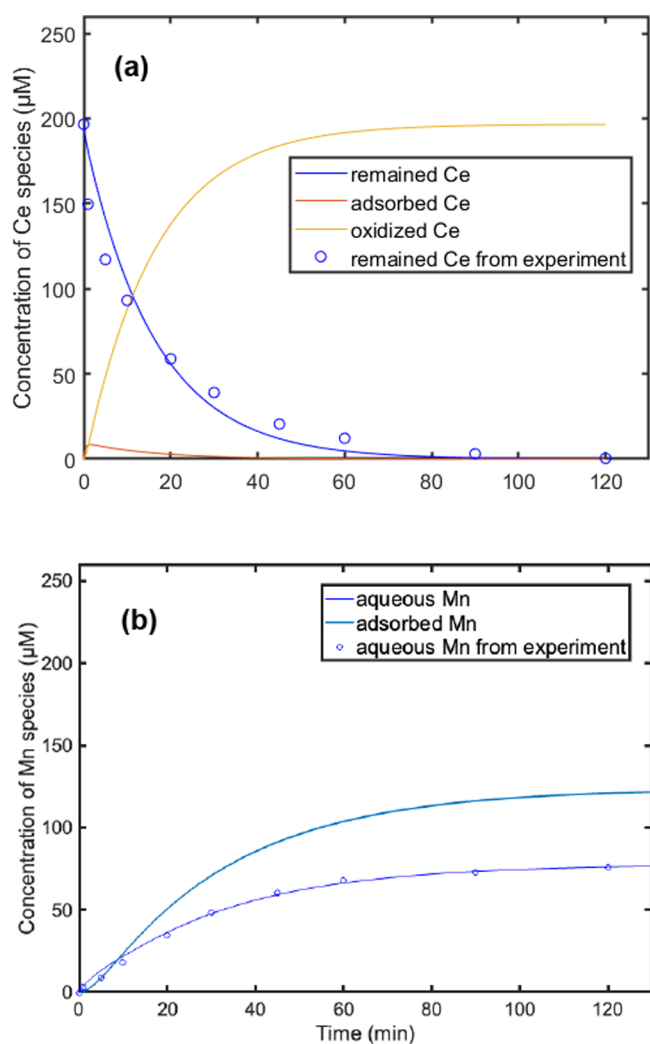 (a)
Concentration of Ce species (μM)
250
200
150
100
50
0
remained Ce
adsorbed Ce
oxidized Ce
remained Ce from experiment
0 20 40 60 80 100 120
(b)
Concentration of Mn species (μM)
250
200
150
100
50
0
aqueous Mn
adsorbed Mn
aqueous Mn from experiment
0 20 40 60 80 100 120
Time (min)